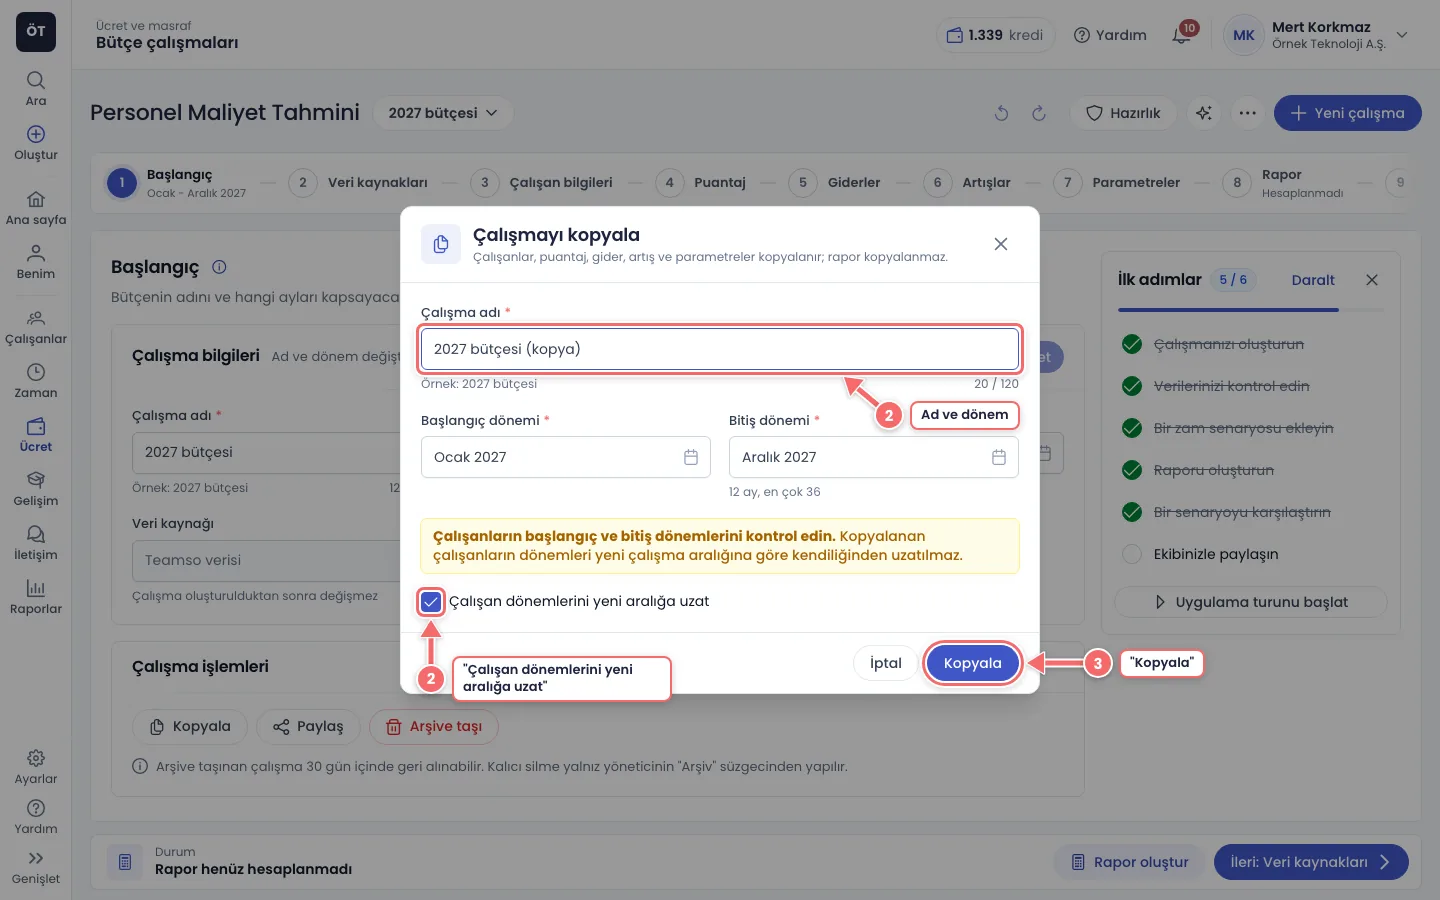 ÖT
Ücret ve masraf
Bütçe çalışmaları
1.339 kredi
Yardım
10
MK
Mert Korkmaz
Örnek Teknoloji A.Ş.
Ara
Oluştur
Ana sayfa
Benim
Çalışanlar
Zaman
Ücret
Gelişim
İletişim
Raporlar
Ayarlar
Yardım
Genişlet
Personel Maliyet Tahmini
2027 bütçesi
Hazırlık
Yeni çalışma
1 Başlangıç
Ocak - Aralık 2027
2 Veri kaynakları
3 Çalışan bilgileri
4 Puantaj
5 Giderler
6 Artışlar
7 Parametreler
8 Rapor
Hesaplanmadı
9
Başlangıç
Bütçenin adını ve hangi ayları kapsayaca
Çalışma bilgileri Ad ve dönem değişt
et
Çalışma adı *
2027 bütçesi
Örnek: 2027 bütçesi
12
Veri kaynağı
Teamso verisi
Çalışma oluşturulduktan sonra değişmez
Çalışma işlemleri
Kopyala
Paylaş
Arşive taşı
Arşive taşınan çalışma 30 gün içinde geri alınabilir. Kalıcı silme yalnız yöneticinin "Arşiv" süzgecinden yapılır.
Çalışmayı kopyala
Çalışanlar, puantaj, gider, artış ve parametreler kopyalanır; rapor kopyalanmaz.
Çalışma adı *
2027 bütçesi (kopya)
Örnek: 2027 bütçesi
20 / 120
2 Ad ve dönem
Başlangıç dönemi *
Bitiş dönemi *
Ocak 2027
Aralık 2027
12 ay, en çok 36
Çalışanların başlangıç ve bitiş dönemlerini kontrol edin. Kopyalanan
çalışanların dönemleri yeni çalışma aralığına göre kendiliğinden uzatılmaz.
Çalışan dönemlerini yeni aralığa uzat
2 "Çalışan dönemlerini yeni
aralığa uzat"
İptal
Kopyala
3 "Kopyala"
İlk adımlar
5 / 6
Daralt
Çalışmanızı oluşturun
Verilerinizi kontrol edin
Bir zam senaryosu ekleyin
Raporu oluşturun
Bir senaryoyu karşılaştırın
Ekibinizle paylaşın
Uygulama turunu başlat
Durum
Rapor henüz hesaplanmadı
Rapor oluştur
İleri: Veri kaynakları